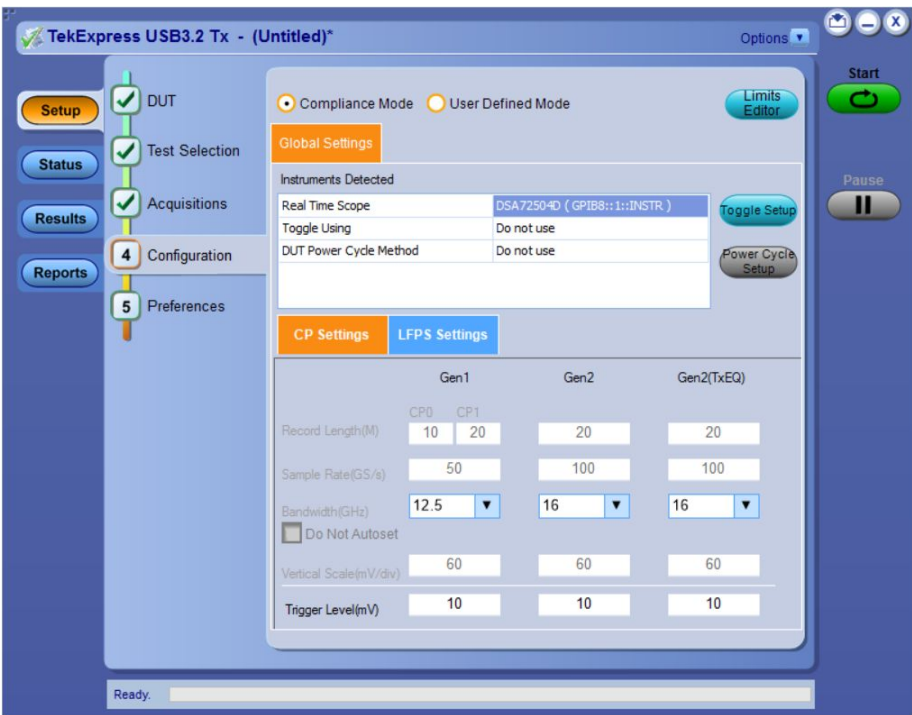 TekExpress USB3.2 Tx - (Untitled)*
Options
Start
Setup
Status
Results
Reports
DUT
Test Selection
Acquisitions
4 Configuration
5 Preferences
Compliance Mode User Defined Mode
Limits
Editor
Pause
Global Settings
Instruments Detected
Real Time Scope DSA72504D ( GPIB8::1::INSTR )
Toggle Using Do not use
DUT Power Cycle Method Do not use
Toggle Setup
Power Cycle
Setup
CP Settings LFPS Settings
Gen1 Gen2 Gen2(TxEQ)
CP0 CP1
Record Length(M) 10 20 20 20
Sample Rate(GS/s) 50 100 100
Bandwidth(GHz) 12.5 16 16
Do Not Autoset
Vertical Scale(mV/div) 60 60 60
Trigger Level(mV) 10 10 10
Ready.